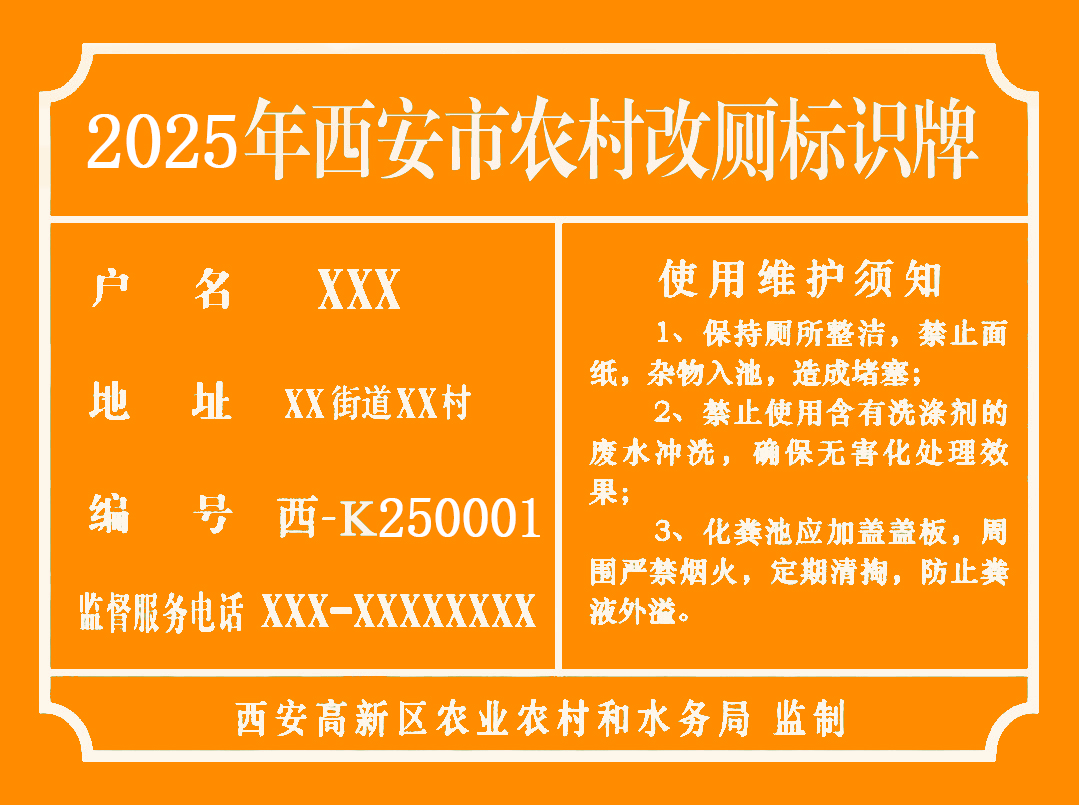 2025年西安市农村改厕标识牌
户 名 XXX
地 址 XX街道XX村
编 号 西-K250001
监督服务电话 XXX-XXXXXXXX
使用维护须知
1、保持厕所整洁，禁止面
纸，杂物入池，造成堵塞；
2、禁止使用含有洗涤剂的
废水冲洗，确保无害化处理效
果；
3、化粪池应加盖盖板，周
围严禁烟火，定期清掏，防止粪
液外溢。
西安高新区农业农村和水务局 监制